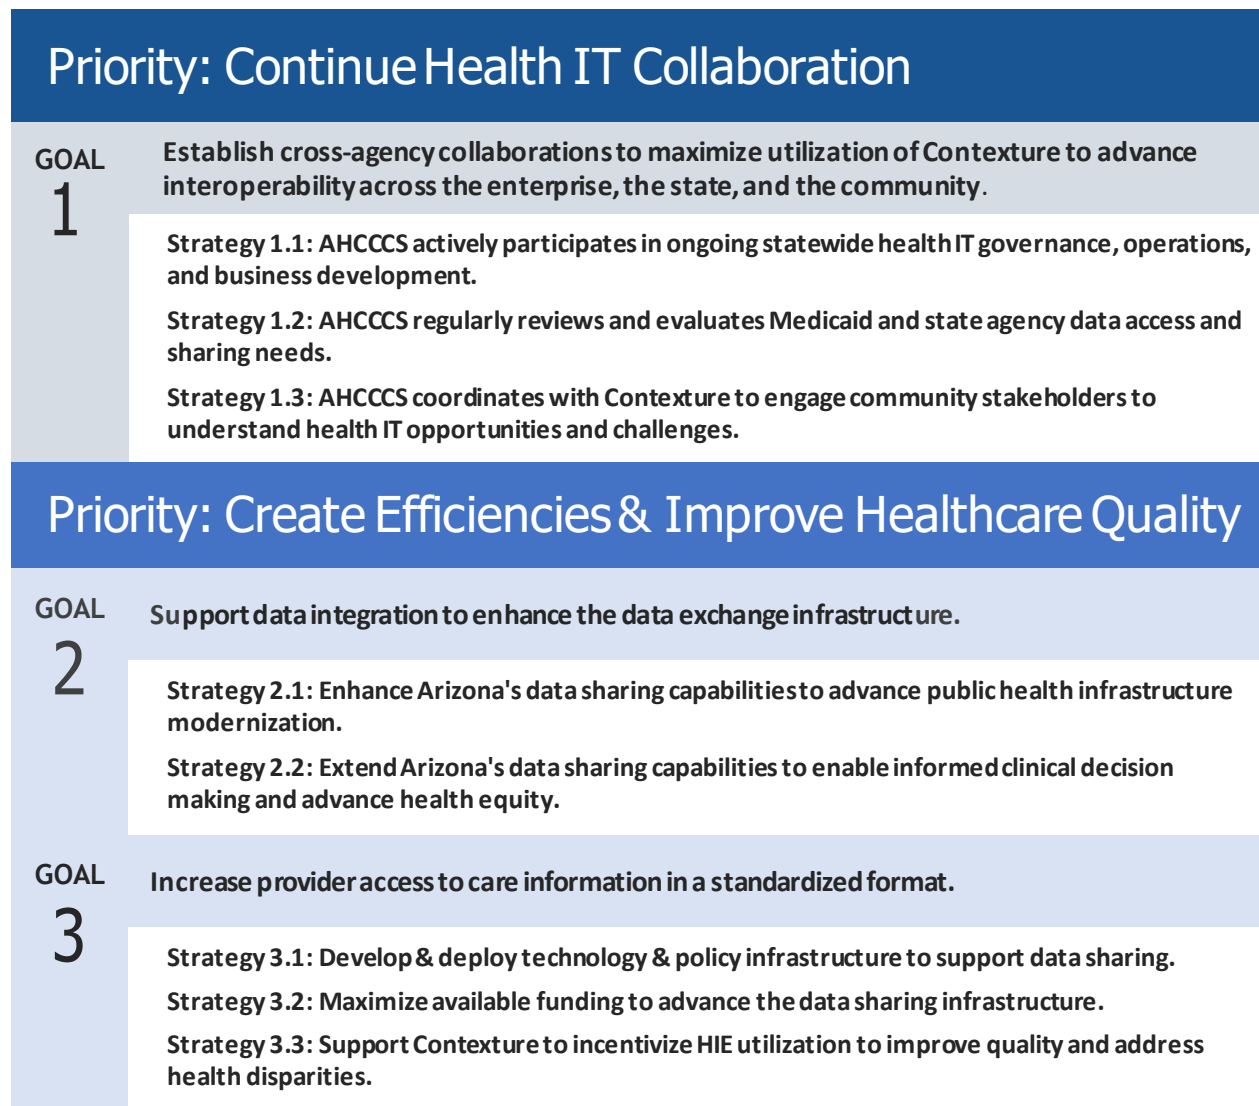 Priority: Continue Health IT Collaboration
GOAL
1
Establish cross-agency collaborations to maximize utilization of Contexture to advance
interoperability across the enterprise, the state, and the community.
Strategy 1.1: AHCCCS actively participates in ongoing statewide health IT governance, operations,
and business development.
Strategy 1.2: AHCCCS regularly reviews and evaluates Medicaid and state agency data access and
sharing needs.
Strategy 1.3: AHCCCS coordinates with Contexture to engage community stakeholders to
understand health IT opportunities and challenges.
Priority: Create Efficiencies & Improve Healthcare Quality
GOAL
2
Support data integration to enhance the data exchange infrastructure.
Strategy 2.1: Enhance Arizona's data sharing capabilities to advance public health infrastructure
modernization.
Strategy 2.2: Extend Arizona's data sharing capabilities to enable informed clinical decision
making and advance health equity.
GOAL
3
Increase provider access to care information in a standardized format.
Strategy 3.1: Develop & deploy technology & policy infrastructure to support data sharing.
Strategy 3.2: Maximize available funding to advance the data sharing infrastructure.
Strategy 3.3: Support Contexture to incentivize HIE utilization to improve quality and address
health disparities.